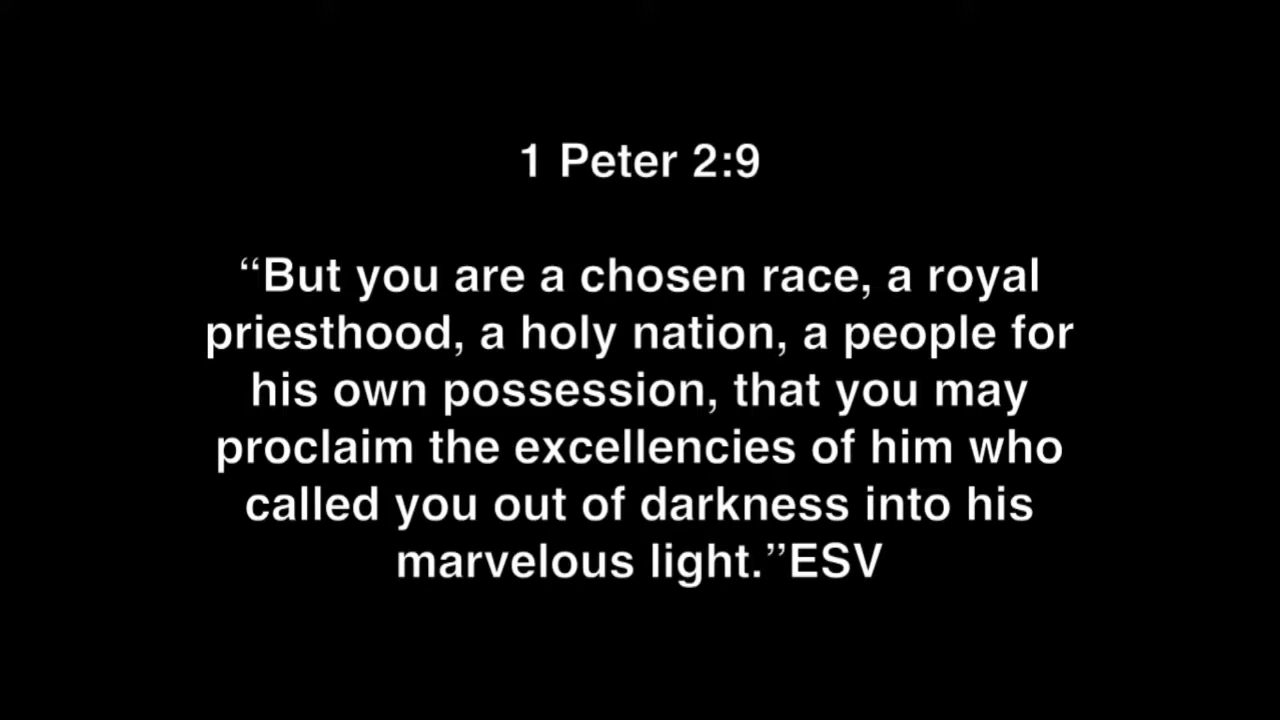 1 Peter 2:9
“But you are a chosen race, a royal
priesthood, a holy nation, a people for
his own possession, that you may
proclaim the excellencies of him who
called you out of darkness into his
marvelous light.”ESV